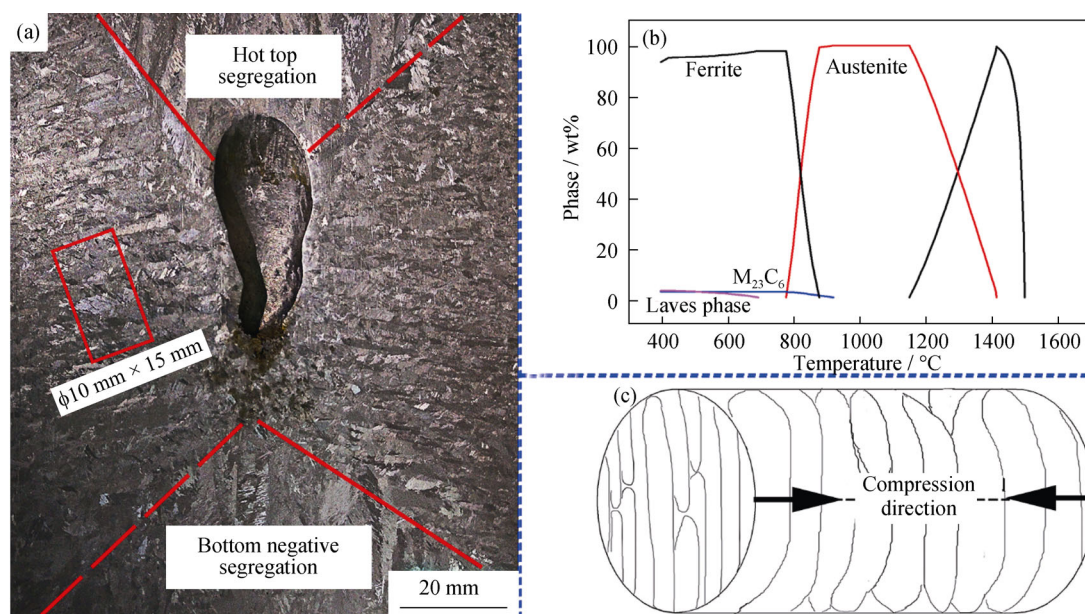 (a)
Hot top
segregation
ϕ10 mm × 15 mm
Bottom negative
segregation
20 mm
(b)
Phase / wt%
100
80
60
40
20
0
Ferrite
Austenite
M₂₃C₆
Laves phase
400 600 800 1000 1200 1400 1600
Temperature / °C
(c)
Compression
direction